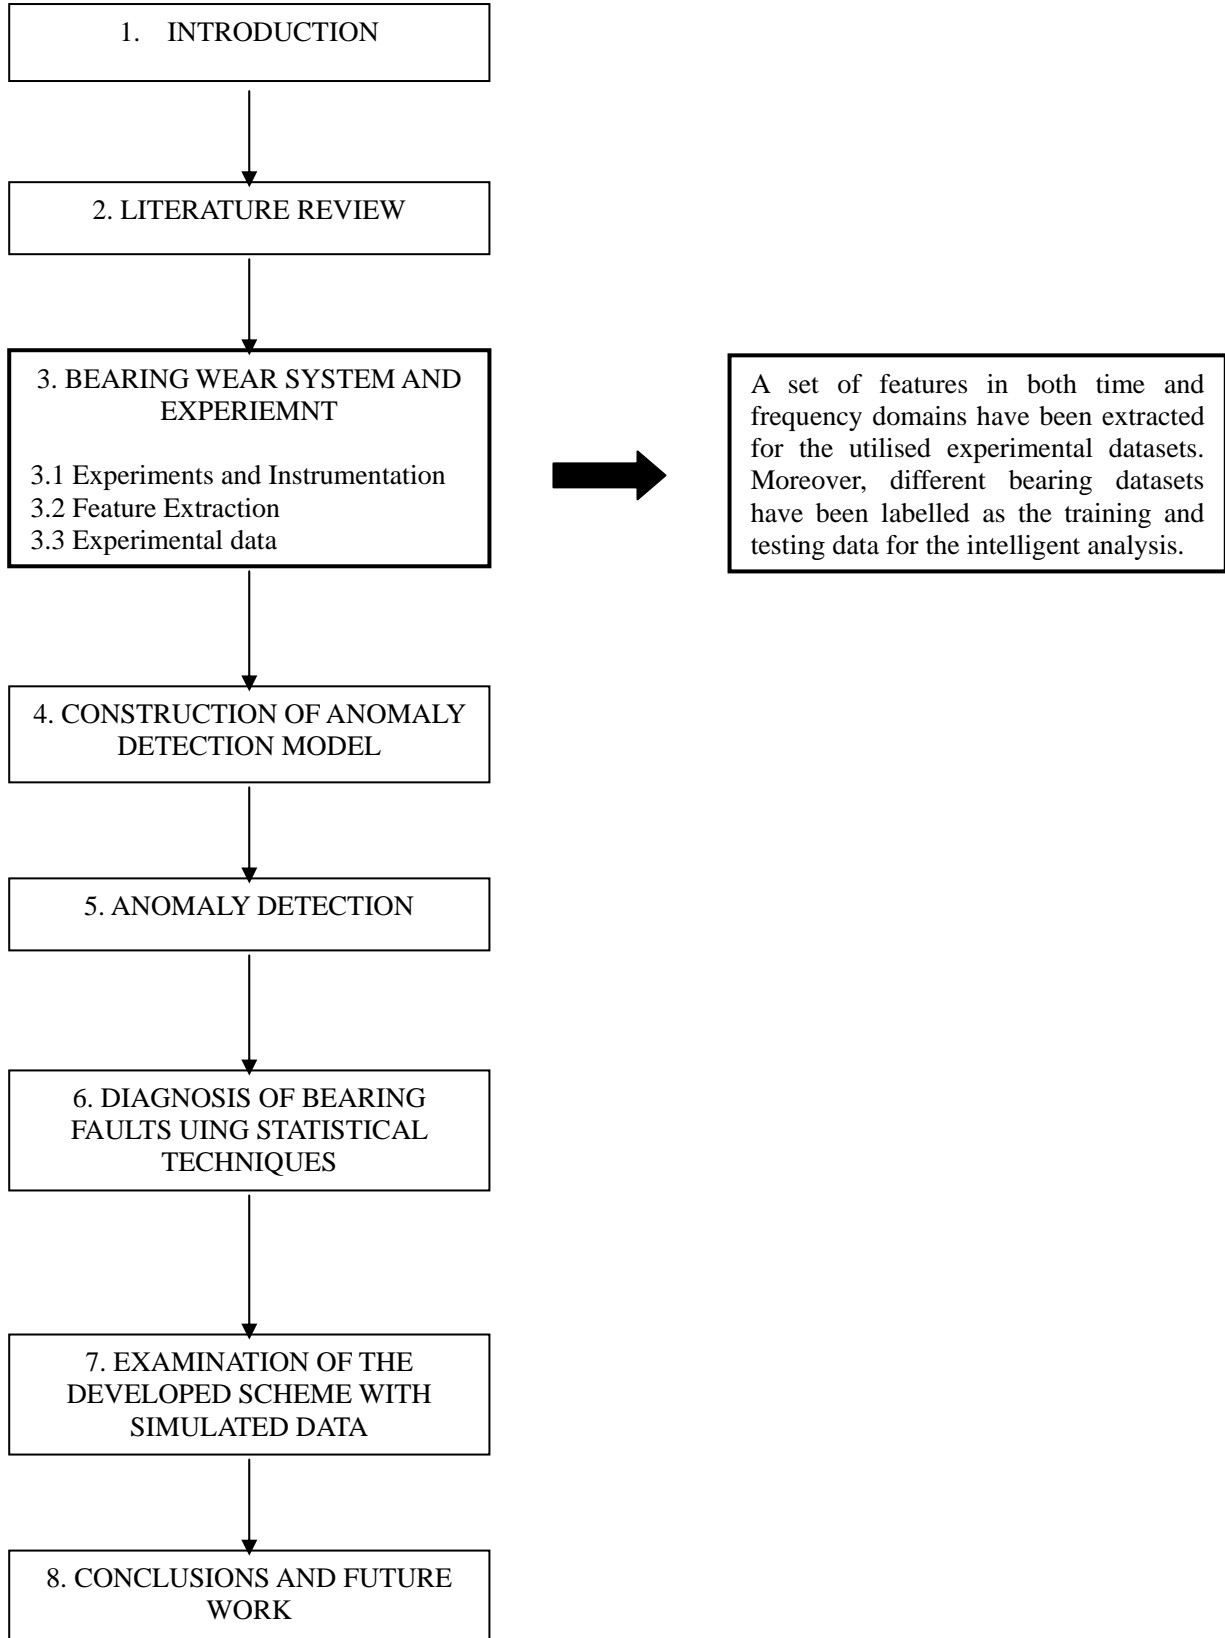 1. INTRODUCTION
2. LITERATURE REVIEW
3. BEARING WEAR SYSTEM AND
EXPERIEMNT
3.1 Experiments and Instrumentation
3.2 Feature Extraction
3.3 Experimental data
A set of features in both time and
frequency domains have been extracted
for the utilised experimental datasets.
Moreover, different bearing datasets
have been labelled as the training and
testing data for the intelligent analysis.
4. CONSTRUCTION OF ANOMALY
DETECTION MODEL
5. ANOMALY DETECTION
6. DIAGNOSIS OF BEARING
FAULTS UING STATISTICAL
TECHNIQUES
7. EXAMINATION OF THE
DEVELOPED SCHEME WITH
SIMULATED DATA
8. CONCLUSIONS AND FUTURE
WORK